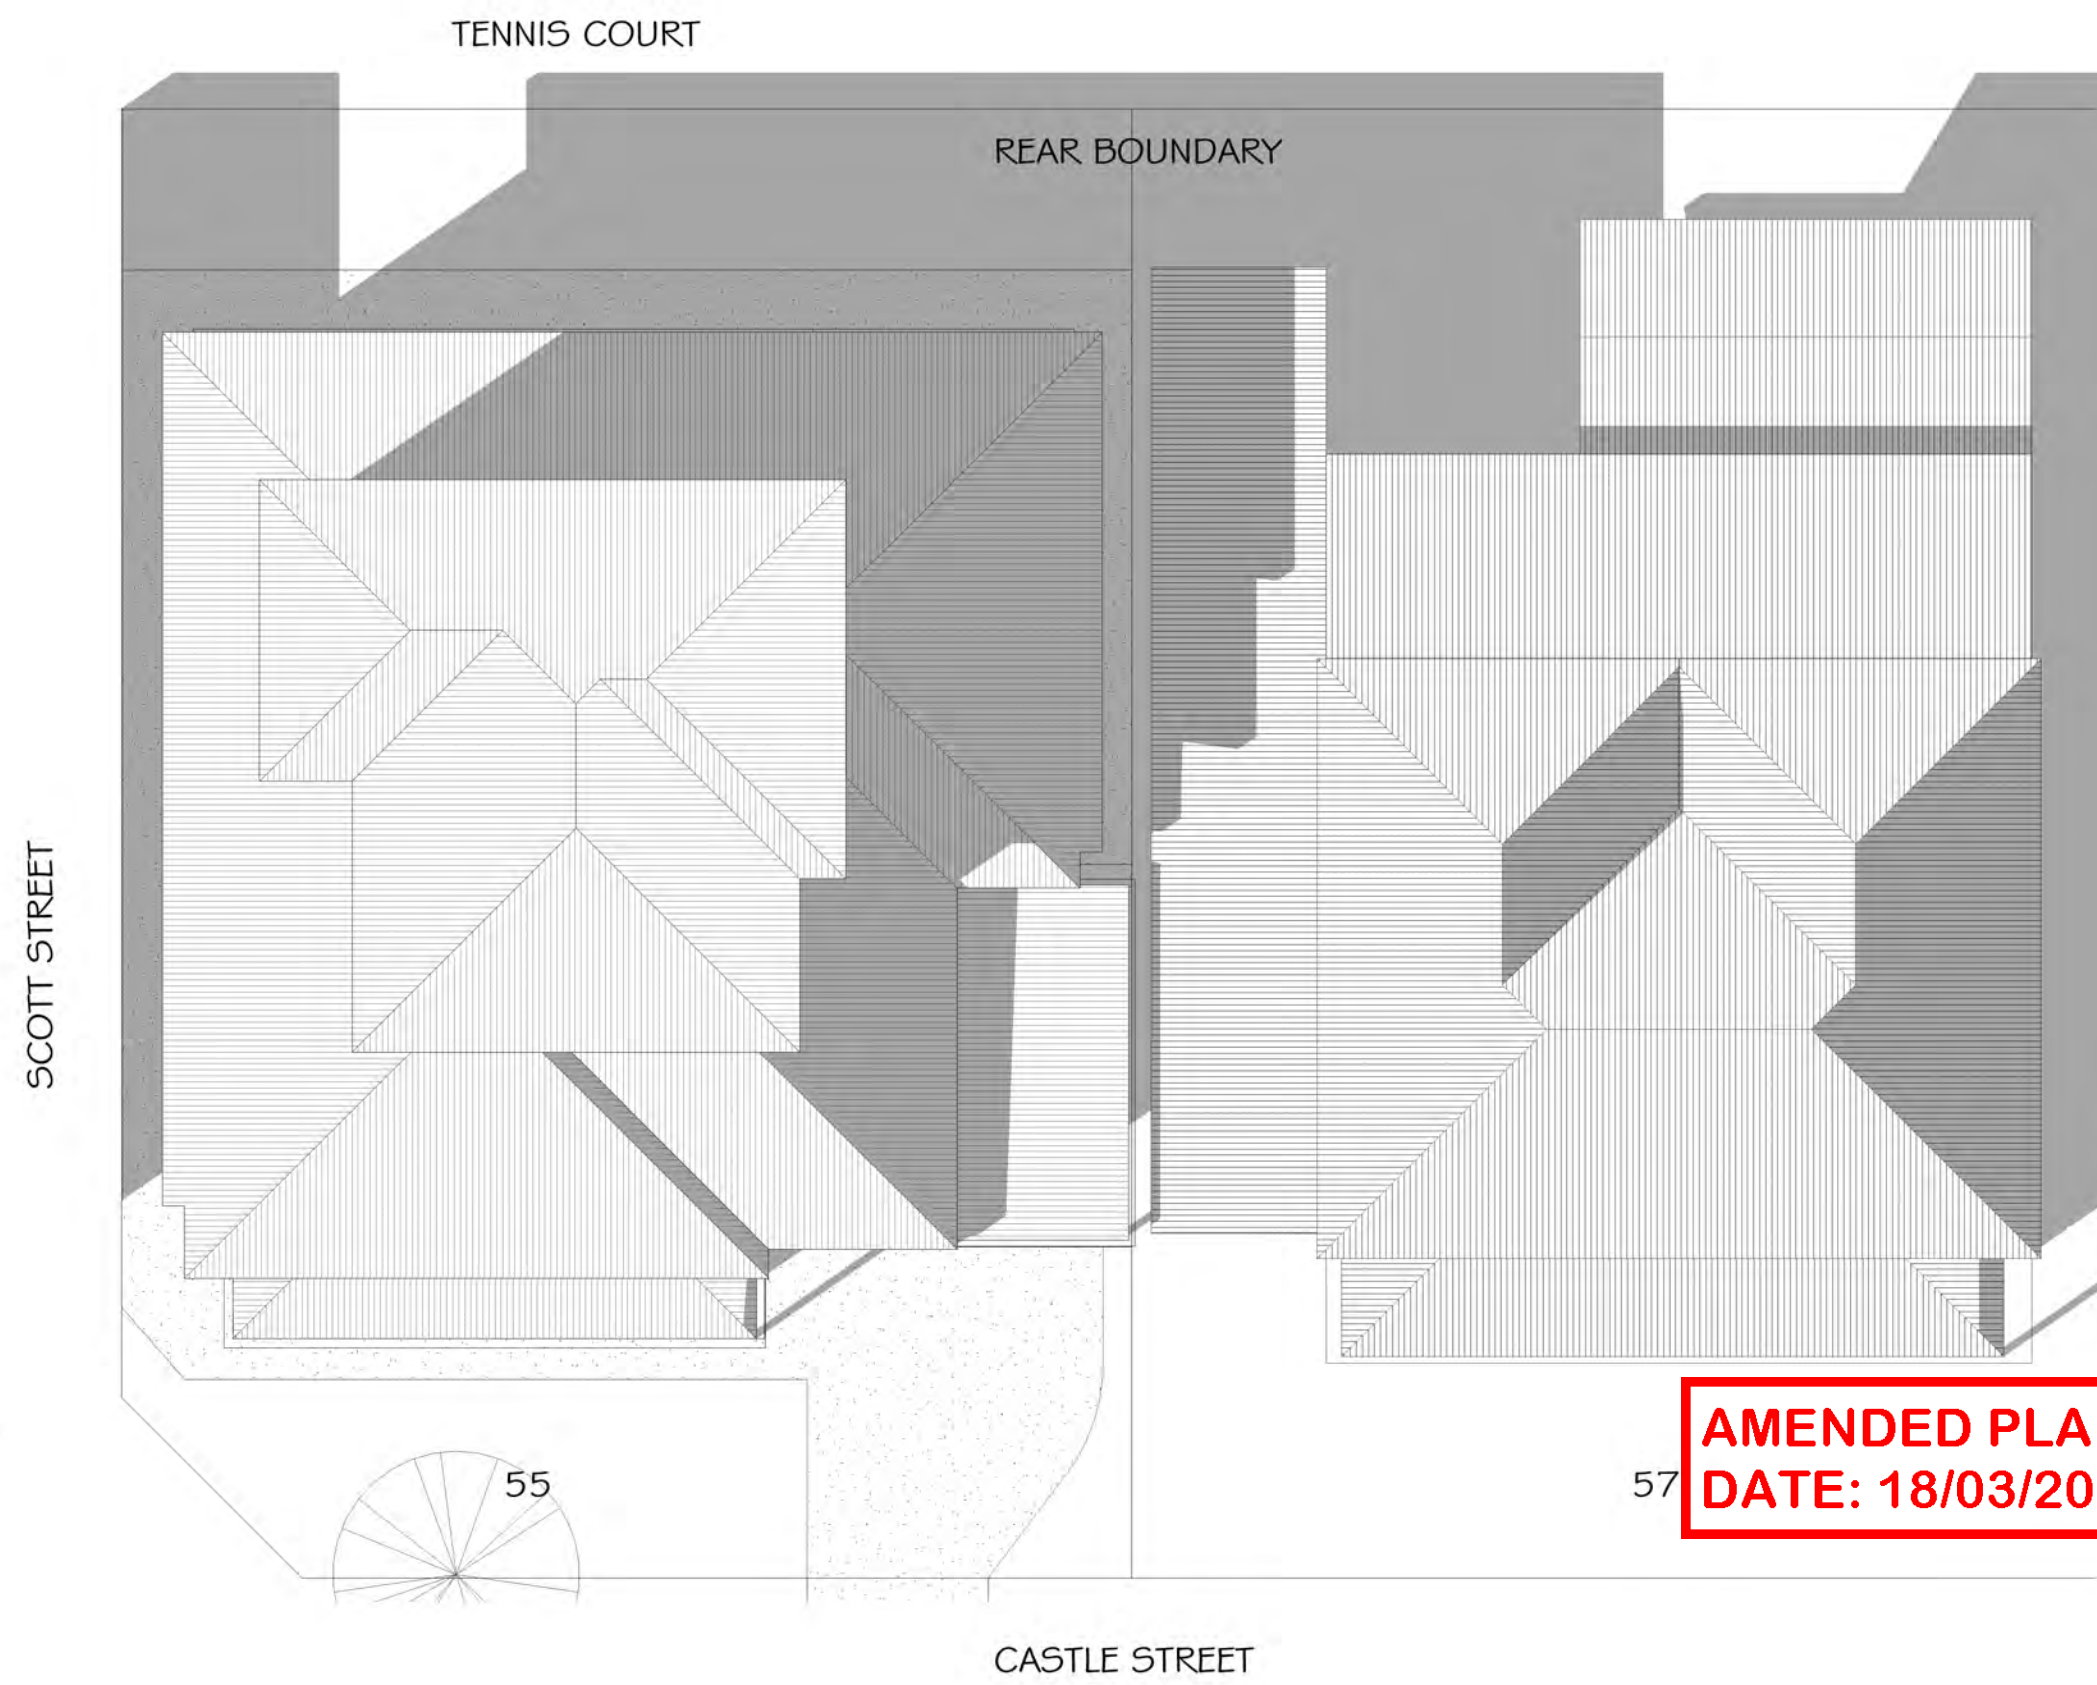 TENNIS COURT
REAR BOUNDARY
SCOTT STREET
55
57
AMENDED PLA
DATE: 18/03/20
CASTLE STREET